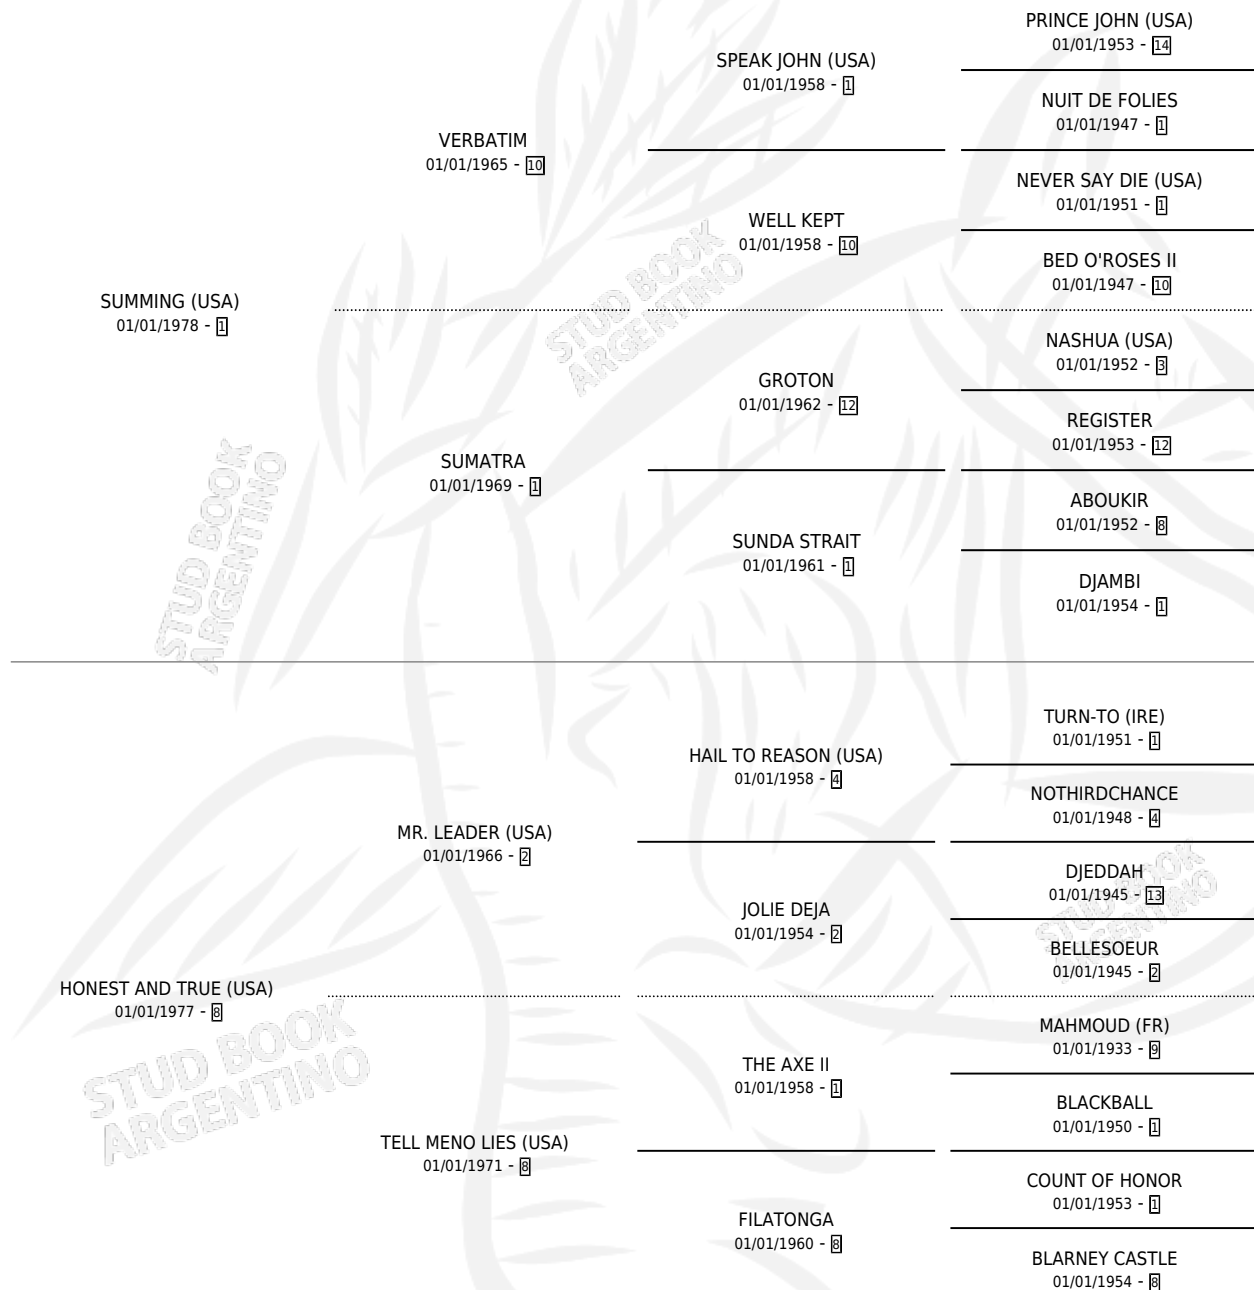 PRINCE JOHN (USA)
01/01/1953 - 14
SPEAK JOHN (USA)
01/01/1958 - 1
NUIT DE FOLIES
01/01/1947 - 1
VERBATIM
01/01/1965 - 10
NEVER SAY DIE (USA)
01/01/1951 - 1
WELL KEPT
01/01/1958 - 10
BED O'ROSES II
01/01/1947 - 10
SUMMING (USA)
01/01/1978 - 1
STUD BOOK
ARGENTINO
NASHUA (USA)
01/01/1952 - 3
GROTON
01/01/1962 - 12
REGISTER
01/01/1953 - 12
SUMATRA
01/01/1969 - 1
ABOUKIR
01/01/1952 - 8
SUNDA STRAIT
01/01/1961 - 1
DJAMBI
01/01/1954 - 1
STUD BOOK
ARGENTINO
TURN-TO (IRE)
01/01/1951 - 1
HAIL TO REASON (USA)
01/01/1958 - 4
NOTHIRDCHANCE
01/01/1948 - 4
MR. LEADER (USA)
01/01/1966 - 2
DJEDDAH
01/01/1945 - 13
STUD BOOK
ARGENTINO
JOLIE DEJA
01/01/1954 - 2
BELLESOEUR
01/01/1945 - 2
HONEST AND TRUE (USA)
01/01/1977 - 8
STUD BOOK
ARGENTINO
MAHMOUD (FR)
01/01/1933 - 9
THE AXE II
01/01/1958 - 1
BLACKBALL
01/01/1950 - 1
TELL MENO LIES (USA)
01/01/1971 - 8
COUNT OF HONOR
01/01/1953 - 1
FILATONGA
01/01/1960 - 8
BLARNEY CASTLE
01/01/1954 - 8